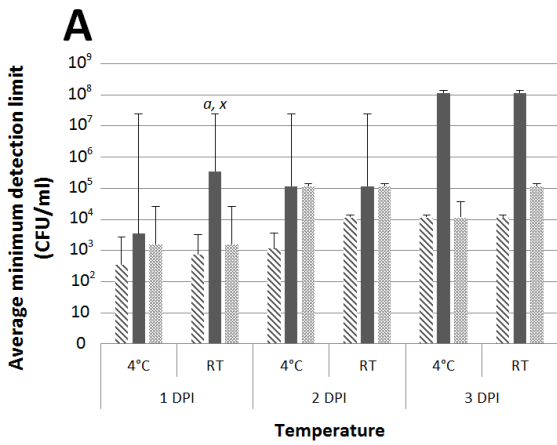 A
Average minimum detection limit
(CFU/ml)
10⁹
10⁸
10⁷
10⁶
10⁵
10⁴
10³
10²
10
0
a, x
4°C RT 4°C RT 4°C RT
1 DPI 2 DPI 3 DPI
Temperature